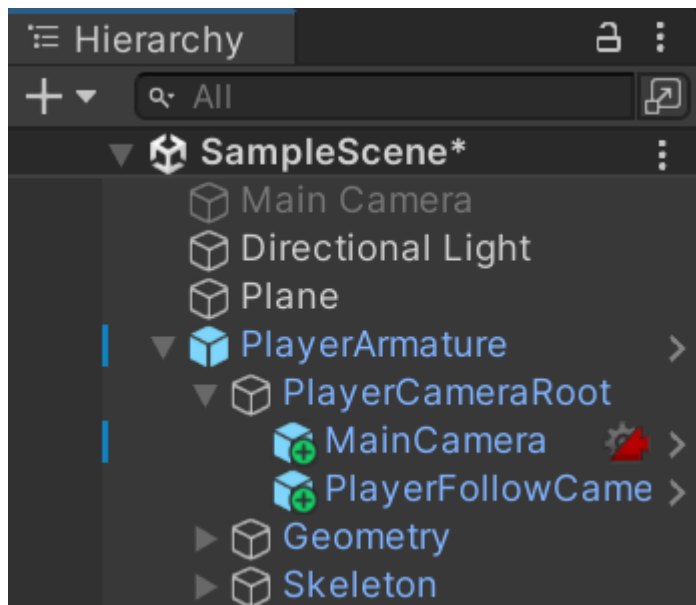 Hierarchy
All
SampleScene*
Main Camera
Directional Light
Plane
PlayerArmature
PlayerCameraRoot
MainCamera
PlayerFollowCame
Geometry
Skeleton